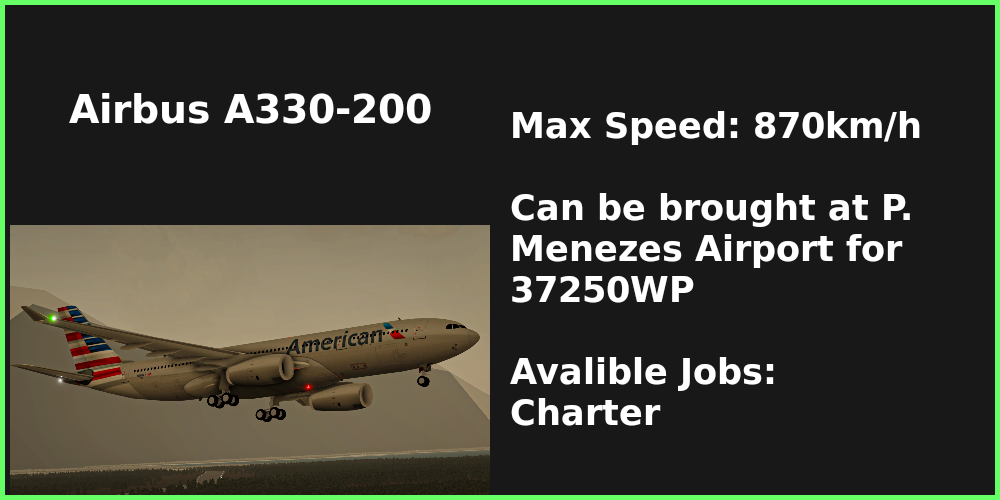 Airbus A330-200
Max Speed: 870km/h
Can be brought at P.
Menezes Airport for
37250WP
Avalible Jobs:
Charter
American